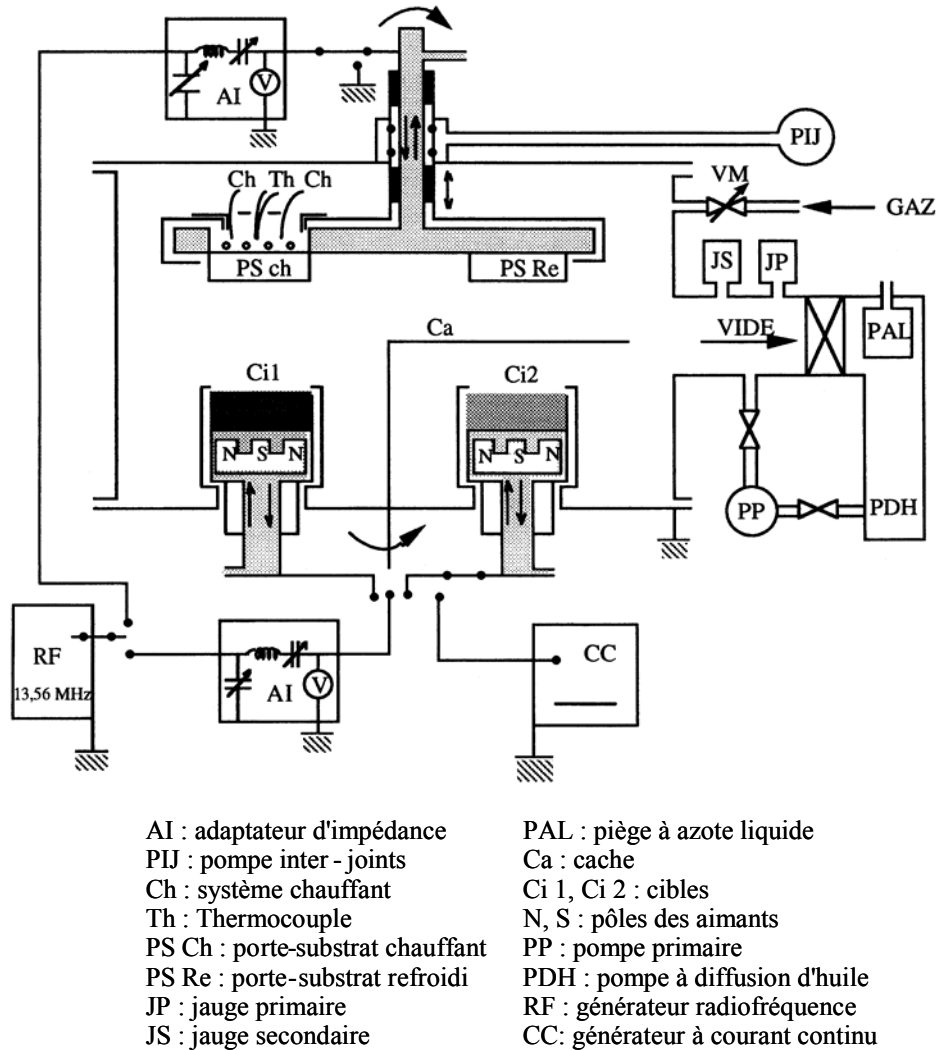 AI
V
PIJ
Ch Th Ch
VM
GAZ
PS ch
PS Re
JS
JP
Ca
VIDE
PAL
Ci1
Ci2
N S N
N S N
PP
PDH
RF
13,56 MHz
AI
V
CC
AI : adaptateur d'impédance
PIJ : pompe inter - joints
Ch : système chauffant
Th : Thermocouple
PS Ch : porte-substrat chauffant
PS Re : porte-substrat refroidi
JP : jauge primaire
JS : jauge secondaire
PAL : piège à azote liquide
Ca : cache
Ci 1, Ci 2 : cibles
N, S : pôles des aimants
PP : pompe primaire
PDH : pompe à diffusion d'huile
RF : générateur radiofréquence
CC: générateur à courant continu